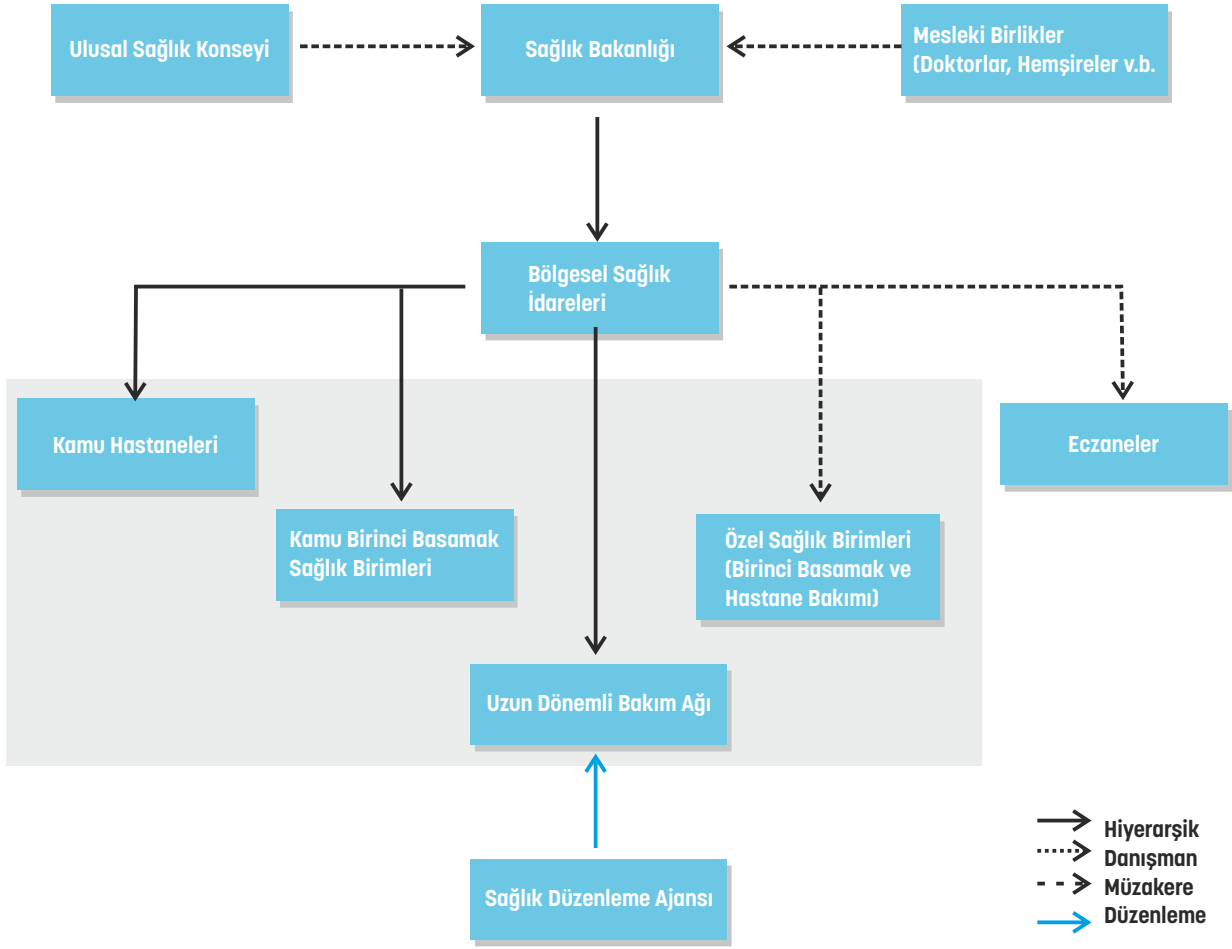 Ulusal Sağlık Konseyi
Sağlık Bakanlığı
Mesleki Birlikler
(Doktorlar, Hemşireler v.b.
Bölgesel Sağlık
İdareleri
Kamu Hastaneleri
Eczaneler
Kamu Birinci Basamak
Sağlık Birimleri
Özel Sağlık Birimleri
(Birinci Basamak ve
Hastane Bakımı)
Uzun Dönemli Bakım Ağı
Sağlık Düzenleme Ajansı
Hiyerarşik
Danışman
Müzakere
Düzenleme